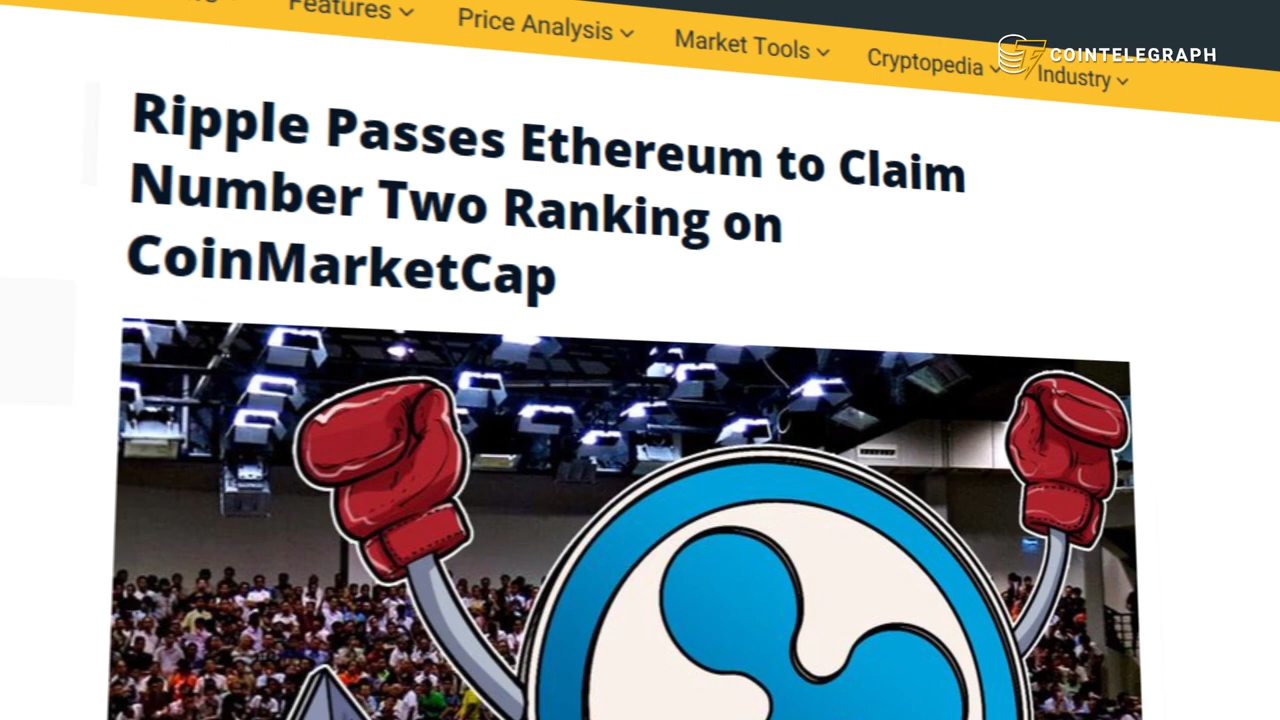 Features
Price Analysis
Market Tools
Cryptopedia
Industry
COINTELEGRAPH
Ripple Passes Ethereum to Claim
Number Two Ranking on
CoinMarketCap